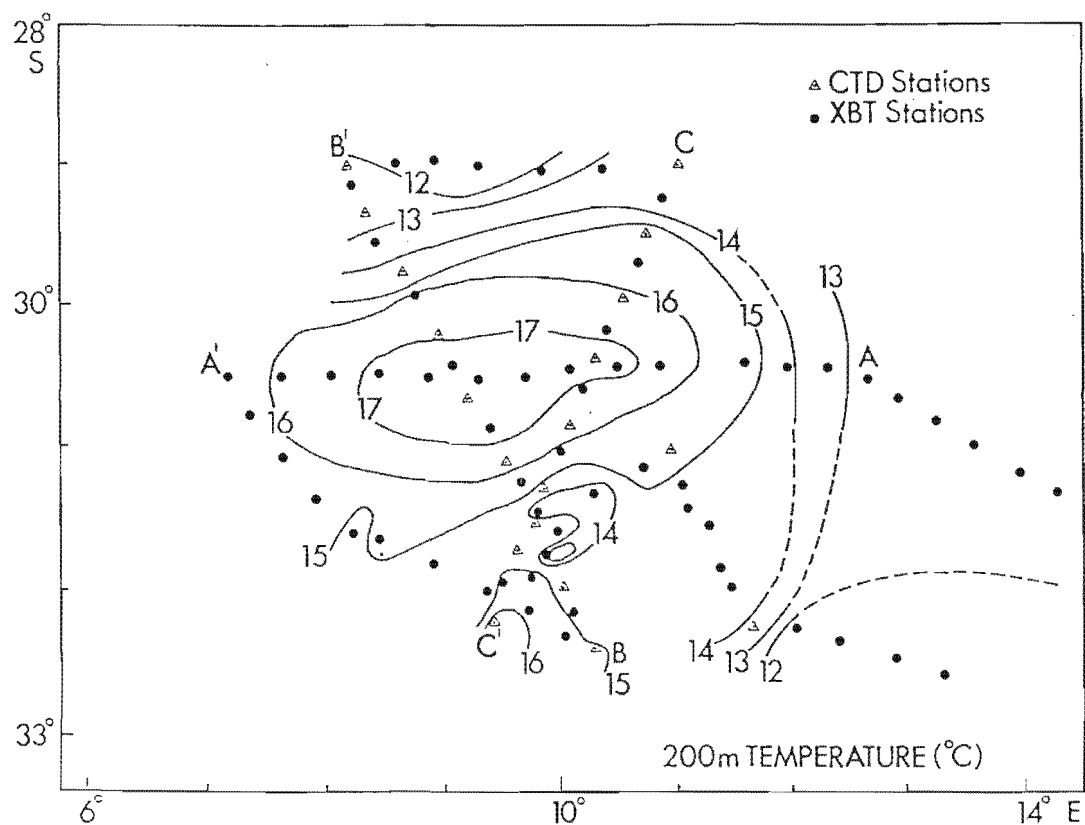 28°
S
△ CTD Stations
• XBT Stations
B'
C
12
13
14
13
30°
16
15
17
A'
A
17
16
15
14
C'
16
B
15
14
13
12
33°
200m TEMPERATURE (°C)
6°
10°
14° E